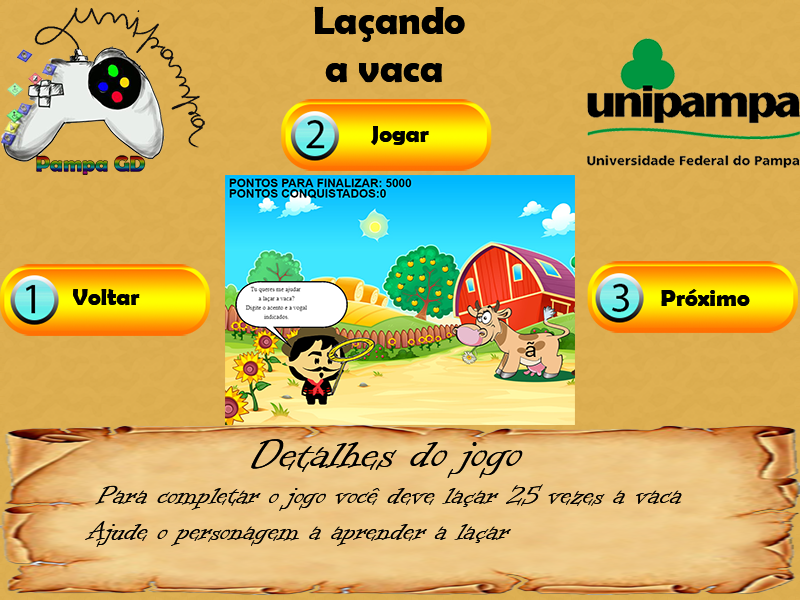 Laçando
a vaca
unipampa
Pampa GD
unipampa
Universidade Federal do Pampa
2 Jogar
PONTOS PARA FINALIZAR: 5000
PONTOS CONQUISTADOS:0
1 Voltar
Tu queres me ajudar
a laçar a vaca?
Digite o acento e a vogal
indicados.
ã
3 Próximo
Detalhes do jogo
Para completar o jogo você deve laçar 25 vezes a vaca
Ajude o personagem a aprender a laçar